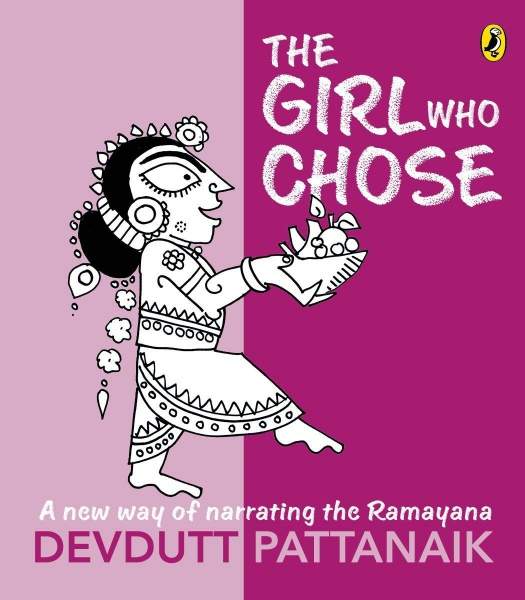 THE
GIRL WHO
CHOSE
A new way of narrating the Ramayana
DEVDUTT PATTANAIK